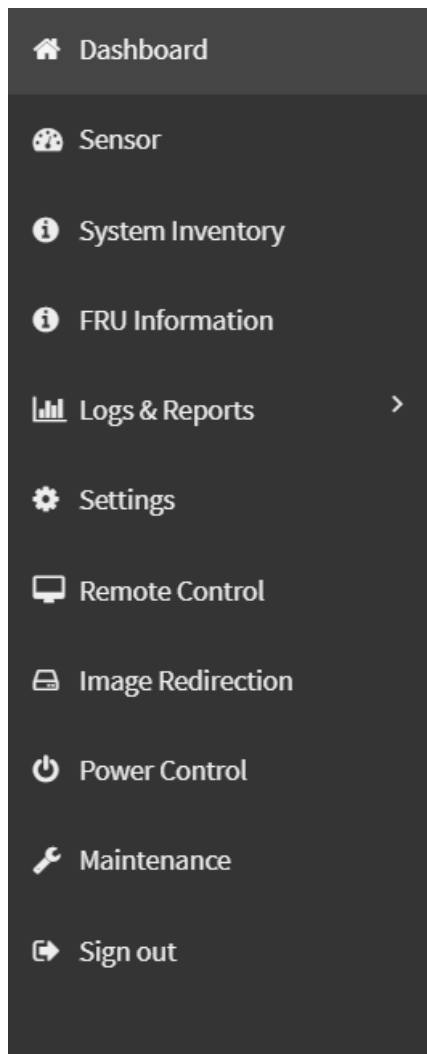 Dashboard
Sensor
System Inventory
FRU Information
Logs & Reports
Settings
Remote Control
Image Redirection
Power Control
Maintenance
Sign out